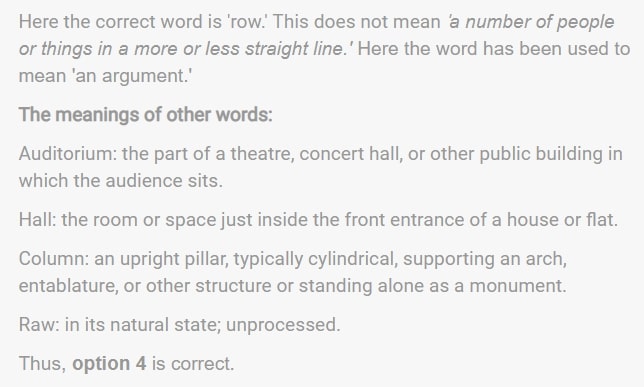 Here the correct word is 'row.' This does not mean 'a number of people
or things in a more or less straight line.' Here the word has been used to
mean 'an argument.'
The meanings of other words:
Auditorium: the part of a theatre, concert hall, or other public building in
which the audience sits.
Hall: the room or space just inside the front entrance of a house or flat.
Column: an upright pillar, typically cylindrical, supporting an arch,
entablature, or other structure or standing alone as a monument.
Raw: in its natural state; unprocessed.
Thus, option 4 is correct.